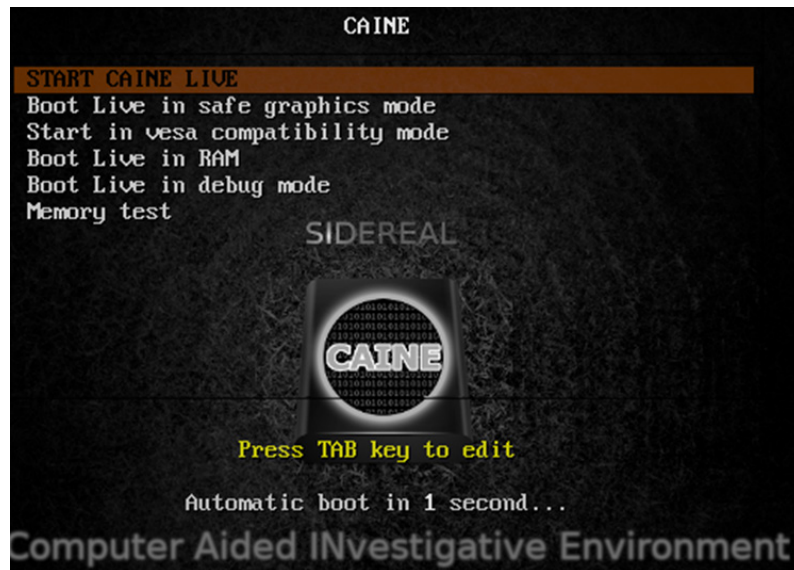 CAINE
START CAINE LIVE
Boot Live in safe graphics mode
Start in vesa compatibility mode
Boot Live in RAM
Boot Live in debug mode
Memory test
SIDEREAL
CAINE
Press TAB key to edit
Automatic boot in 1 second...
Computer Aided INvestigative Environment